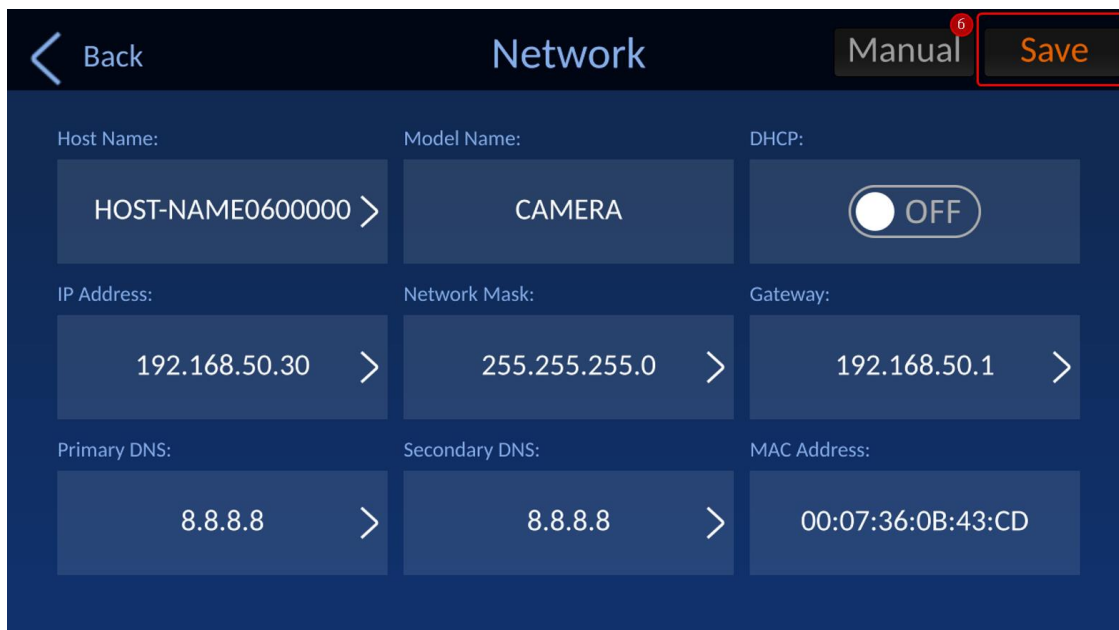 Back
Network
Manual
6
Save
Host Name:
Model Name:
DHCP:
HOST-NAME0600000
CAMERA
OFF
IP Address:
Network Mask:
Gateway:
192.168.50.30
255.255.255.0
192.168.50.1
Primary DNS:
Secondary DNS:
MAC Address:
8.8.8.8
8.8.8.8
00:07:36:0B:43:CD